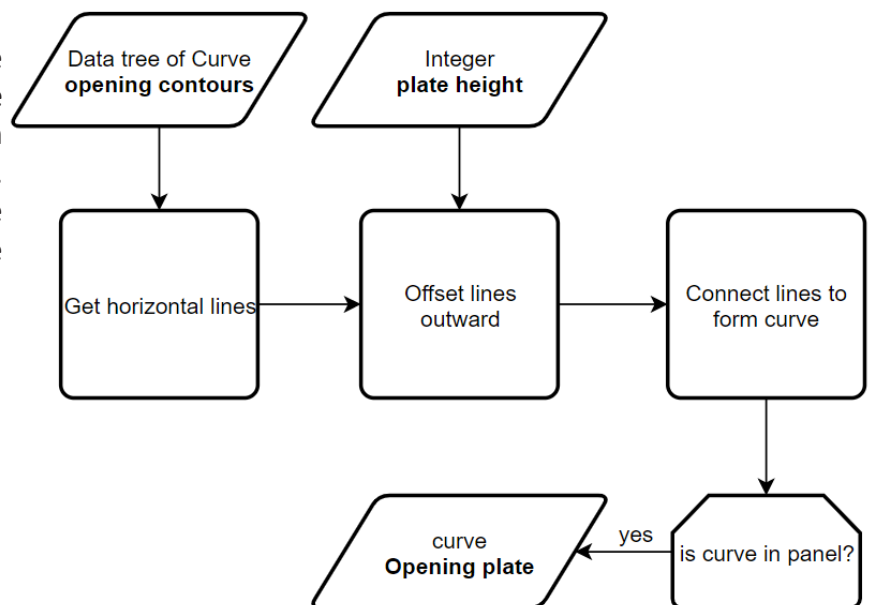 Data tree of Curve
opening contours
Integer
plate height
Get horizontal lines
Offset lines
outward
Connect lines to
form curve
is curve in panel?
yes
curve
Opening plate